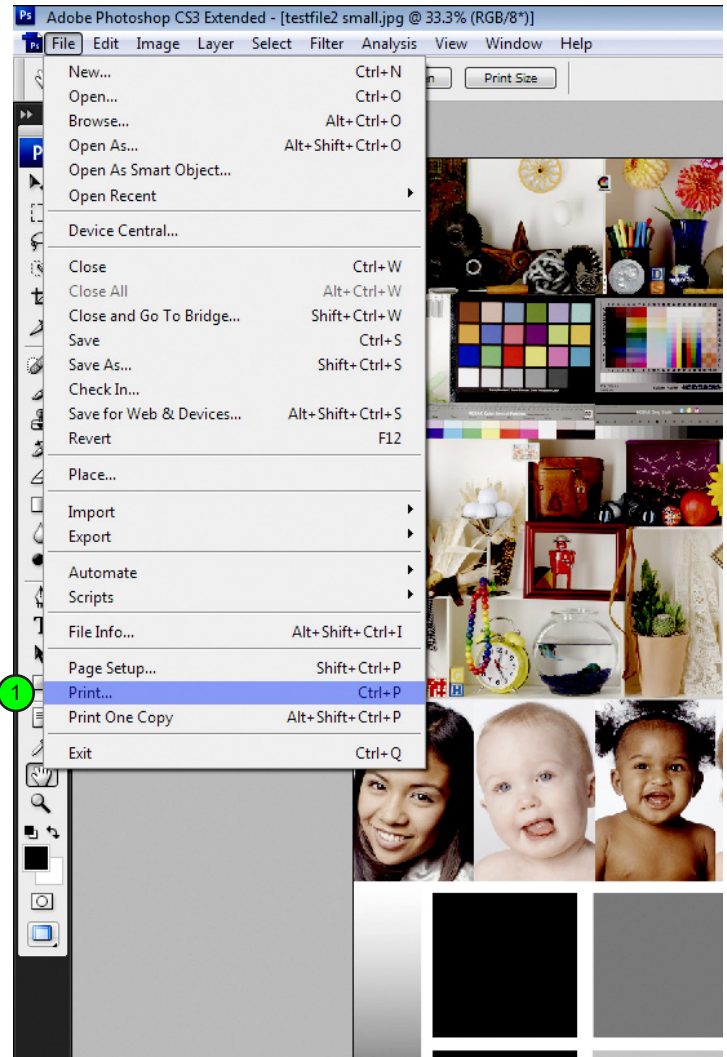 Ps Adobe Photoshop CS3 Extended - [testfile2 small.jpg @ 33.3% (RGB/8*)]
Ps File Edit Image Layer Select Filter Analysis View Window Help
New... Ctrl+N
Print Size
Open... Ctrl+O
Browse... Alt+Ctrl+O
Open As... Alt+Shift+Ctrl+O
Open As Smart Object...
Open Recent
Device Central...
Close Ctrl+W
Close All Alt+Ctrl+W
Close and Go To Bridge... Shift+Ctrl+W
Save Ctrl+S
Save As... Shift+Ctrl+S
Check In...
Save for Web & Devices... Alt+Shift+Ctrl+S
Revert F12
Place...
Import
Export
Automate
Scripts
File Info... Alt+Shift+Ctrl+I
Page Setup... Shift+Ctrl+P
1 Print... Ctrl+P
Print One Copy Alt+Shift+Ctrl+P
Exit Ctrl+Q